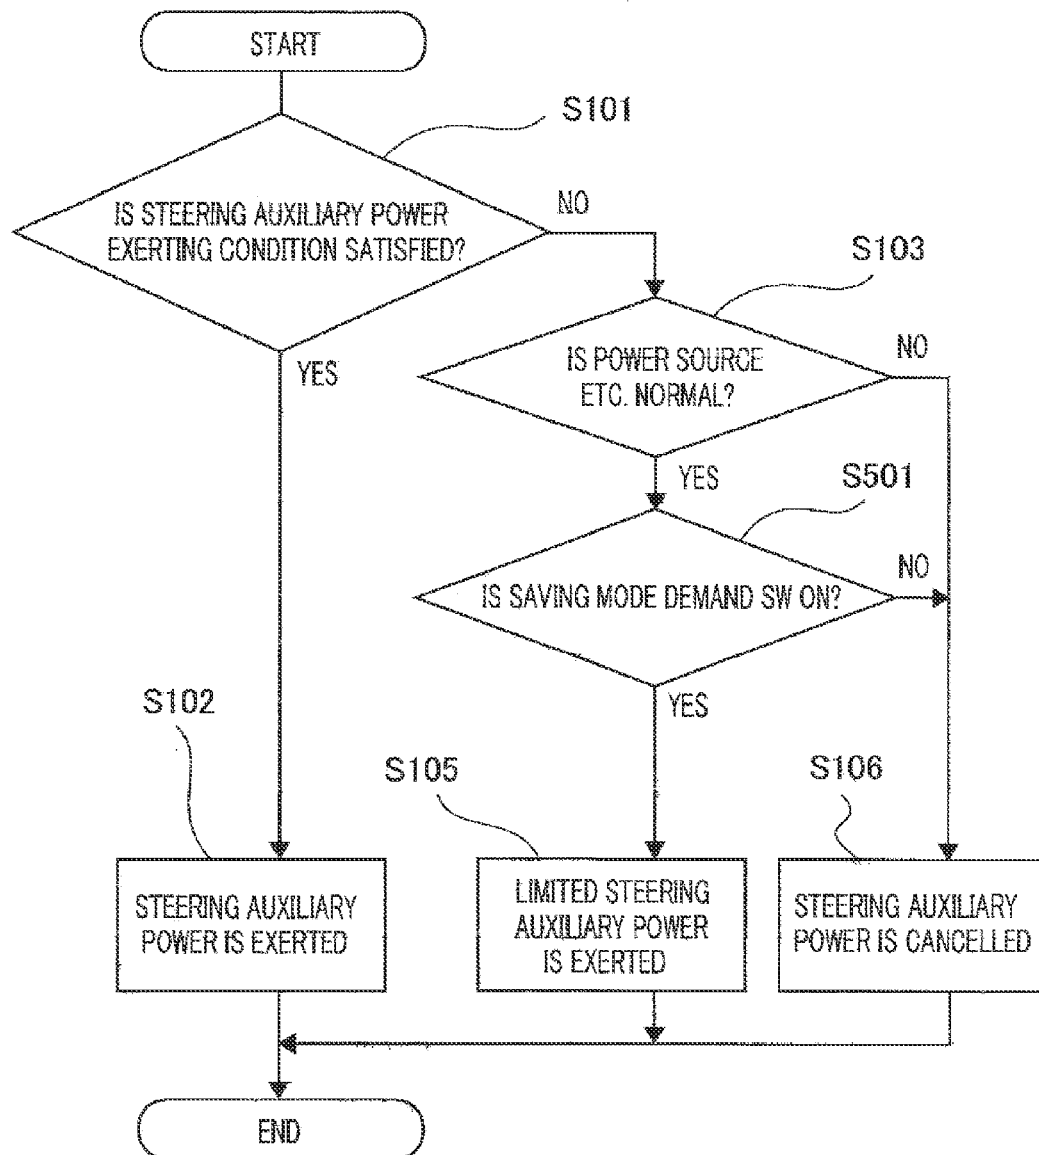 START
S101
IS STEERING AUXILIARY POWER
EXERTING CONDITION SATISFIED?
NO
YES
S103
IS POWER SOURCE
ETC. NORMAL?
NO
YES
S501
IS SAVING MODE DEMAND SW ON?
NO
YES
S102
STEERING AUXILIARY
POWER IS EXERTED
S105
LIMITED STEERING
AUXILIARY POWER
IS EXERTED
S106
STEERING AUXILIARY
POWER IS CANCELLED
END